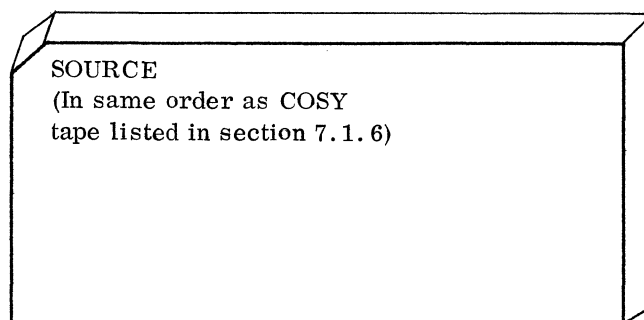 SOURCE
(In same order as COSY
tape listed in section 7.1.6)